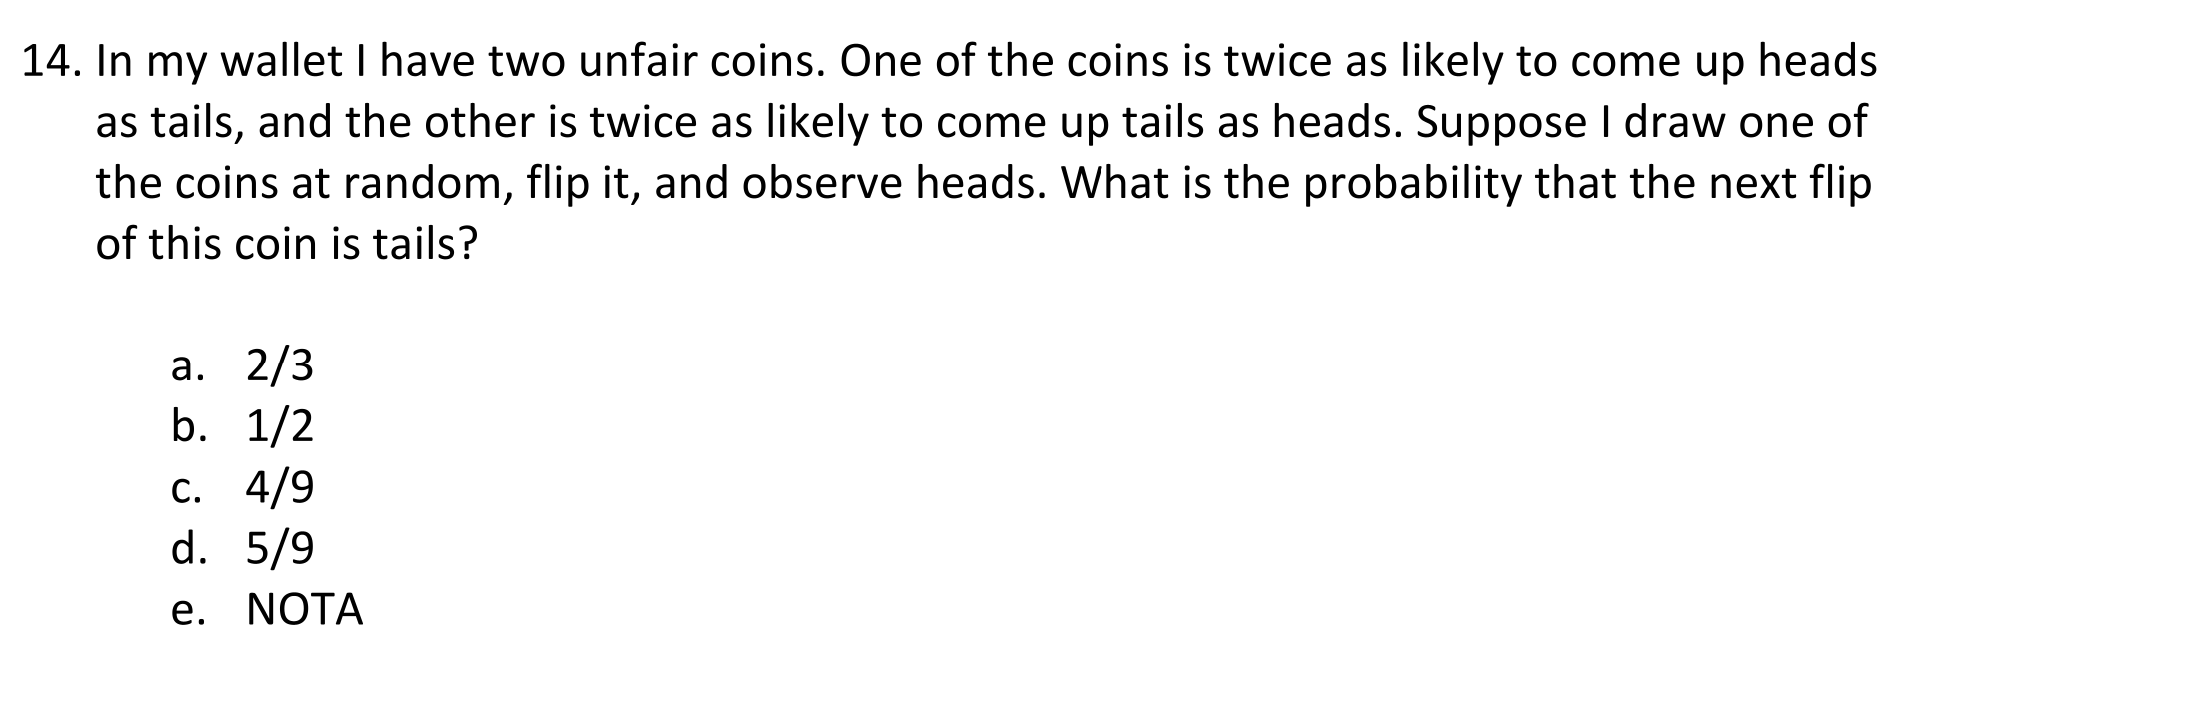 14. In my wallet I have two unfair coins. One of the coins is twice as likely to come up heads
as tails, and the other is twice as likely to come up tails as heads. Suppose I draw one of
the coins at random, flip it, and observe heads. What is the probability that the next flip
of this coin is tails?
a. 2/3
b. 1/2
c. 4/9
d. 5/9
e. NOTA